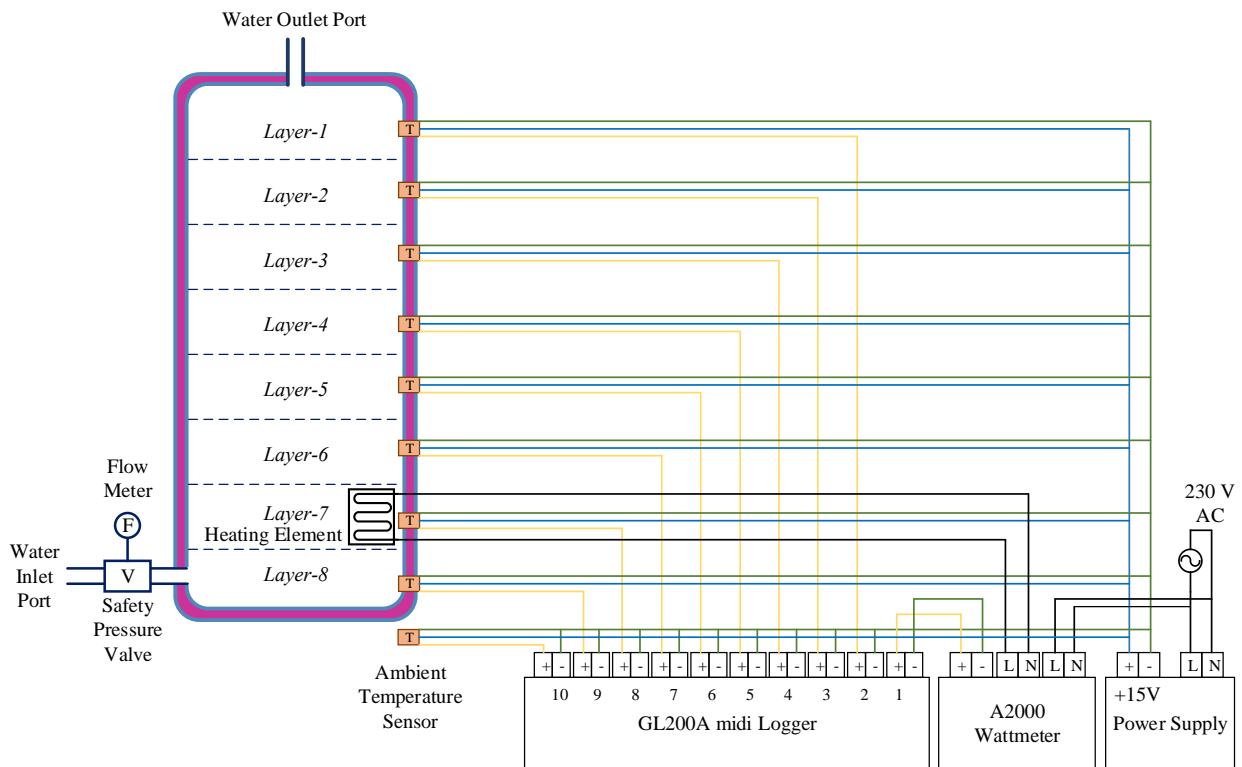 Water Outlet Port
Layer-1
T
Layer-2
T
Layer-3
T
Layer-4
T
Layer-5
T
Layer-6
T
Flow
Meter
F
Layer-7
Heating Element
T
230 V
AC
Water
Inlet
Port
V
Safety
Pressure
Valve
Layer-8
T
T
Ambient
Temperature
Sensor
+ - + - + - + - + - + - + - + - + - + -
10 9 8 7 6 5 4 3 2 1
GL200A midi Logger
+ - L N L N
A2000
Wattmeter
+ - L N
+15V
Power Supply